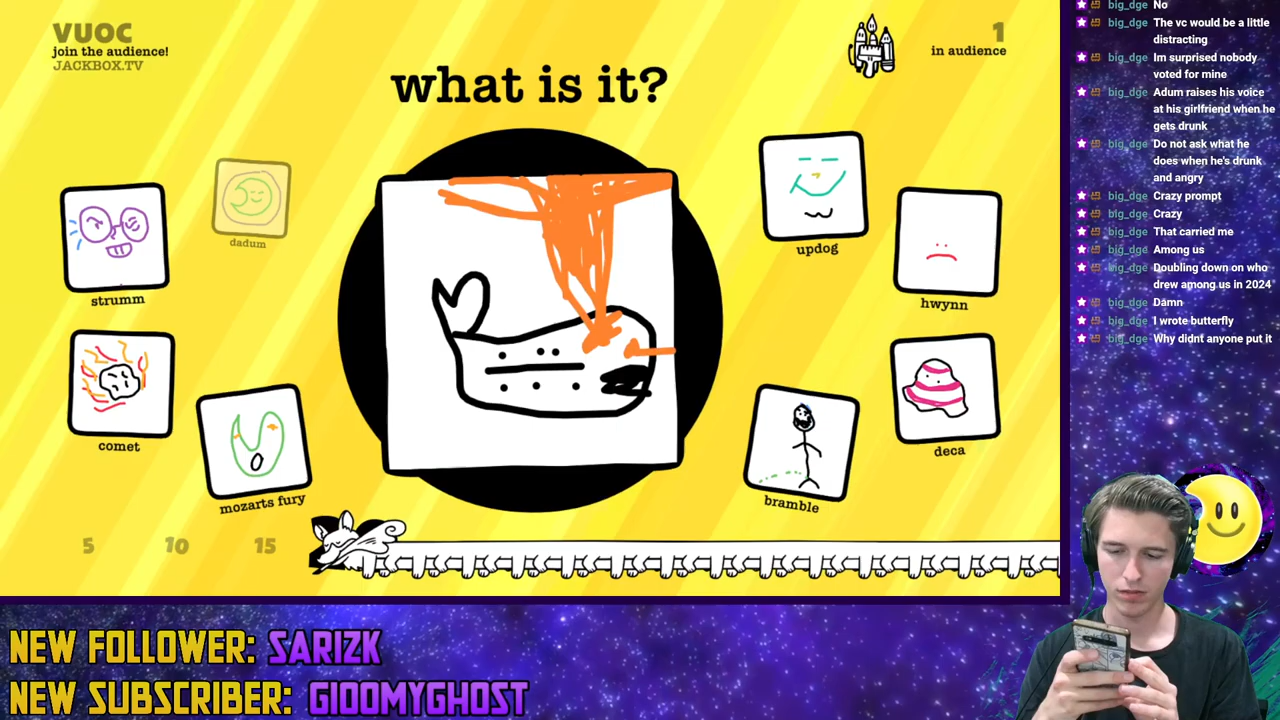 VUOC
join the audience!
JACKBOX.TV
what is it?
1
in audience
strumm
dadum
updog
hwynn
comet
mozarts fury
bramble
deca
5 10 15
big_dge No
big_dge The vc would be a little
distracting
big_dge Im surprised nobody
voted for mine
big_dge Adum raises his voice
at his girlfriend when he
gets drunk
big_dge Do not ask what he
does when he's drunk
and angry
big_dge Crazy prompt
big_dge Crazy
big_dge That carried me
big_dge Among us
big_dge Doubling down on who
drew among us in 2024
big_dge Damn
big_dge I wrote butterfly
big_dge Why didnt anyone put it
NEW FOLLOWER: SARIZK
NEW SUBSCRIBER: GIOOMYGHOST